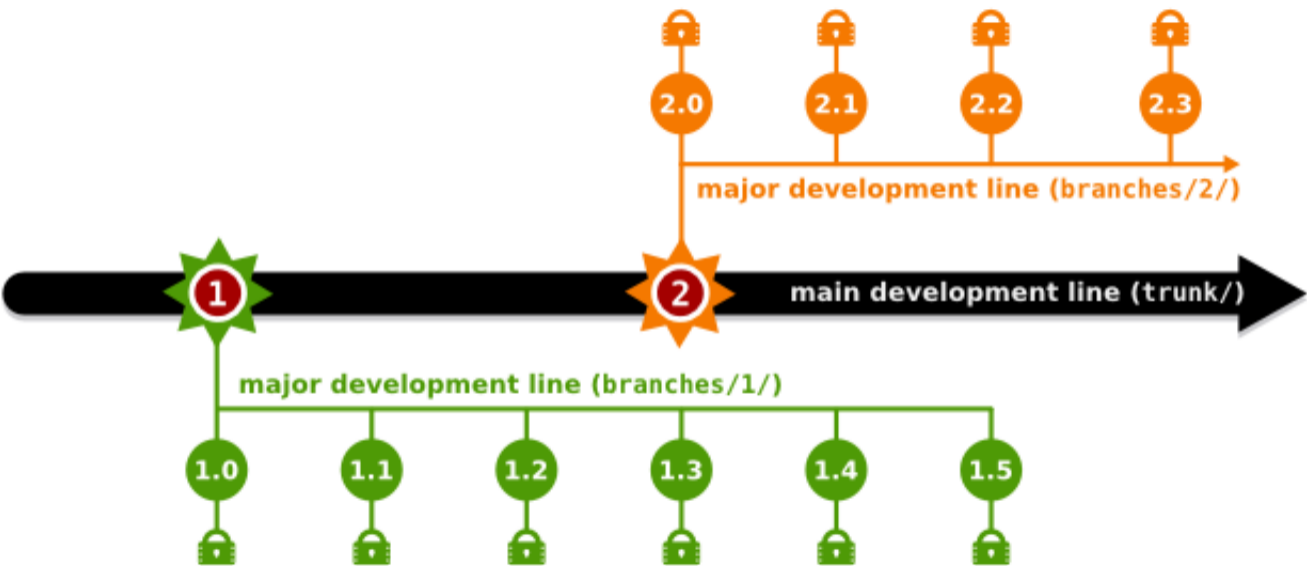 2.0 2.1 2.2 2.3
major development line (branches/2/)
1 2 main development line (trunk/)
major development line (branches/1/)
1.0 1.1 1.2 1.3 1.4 1.5